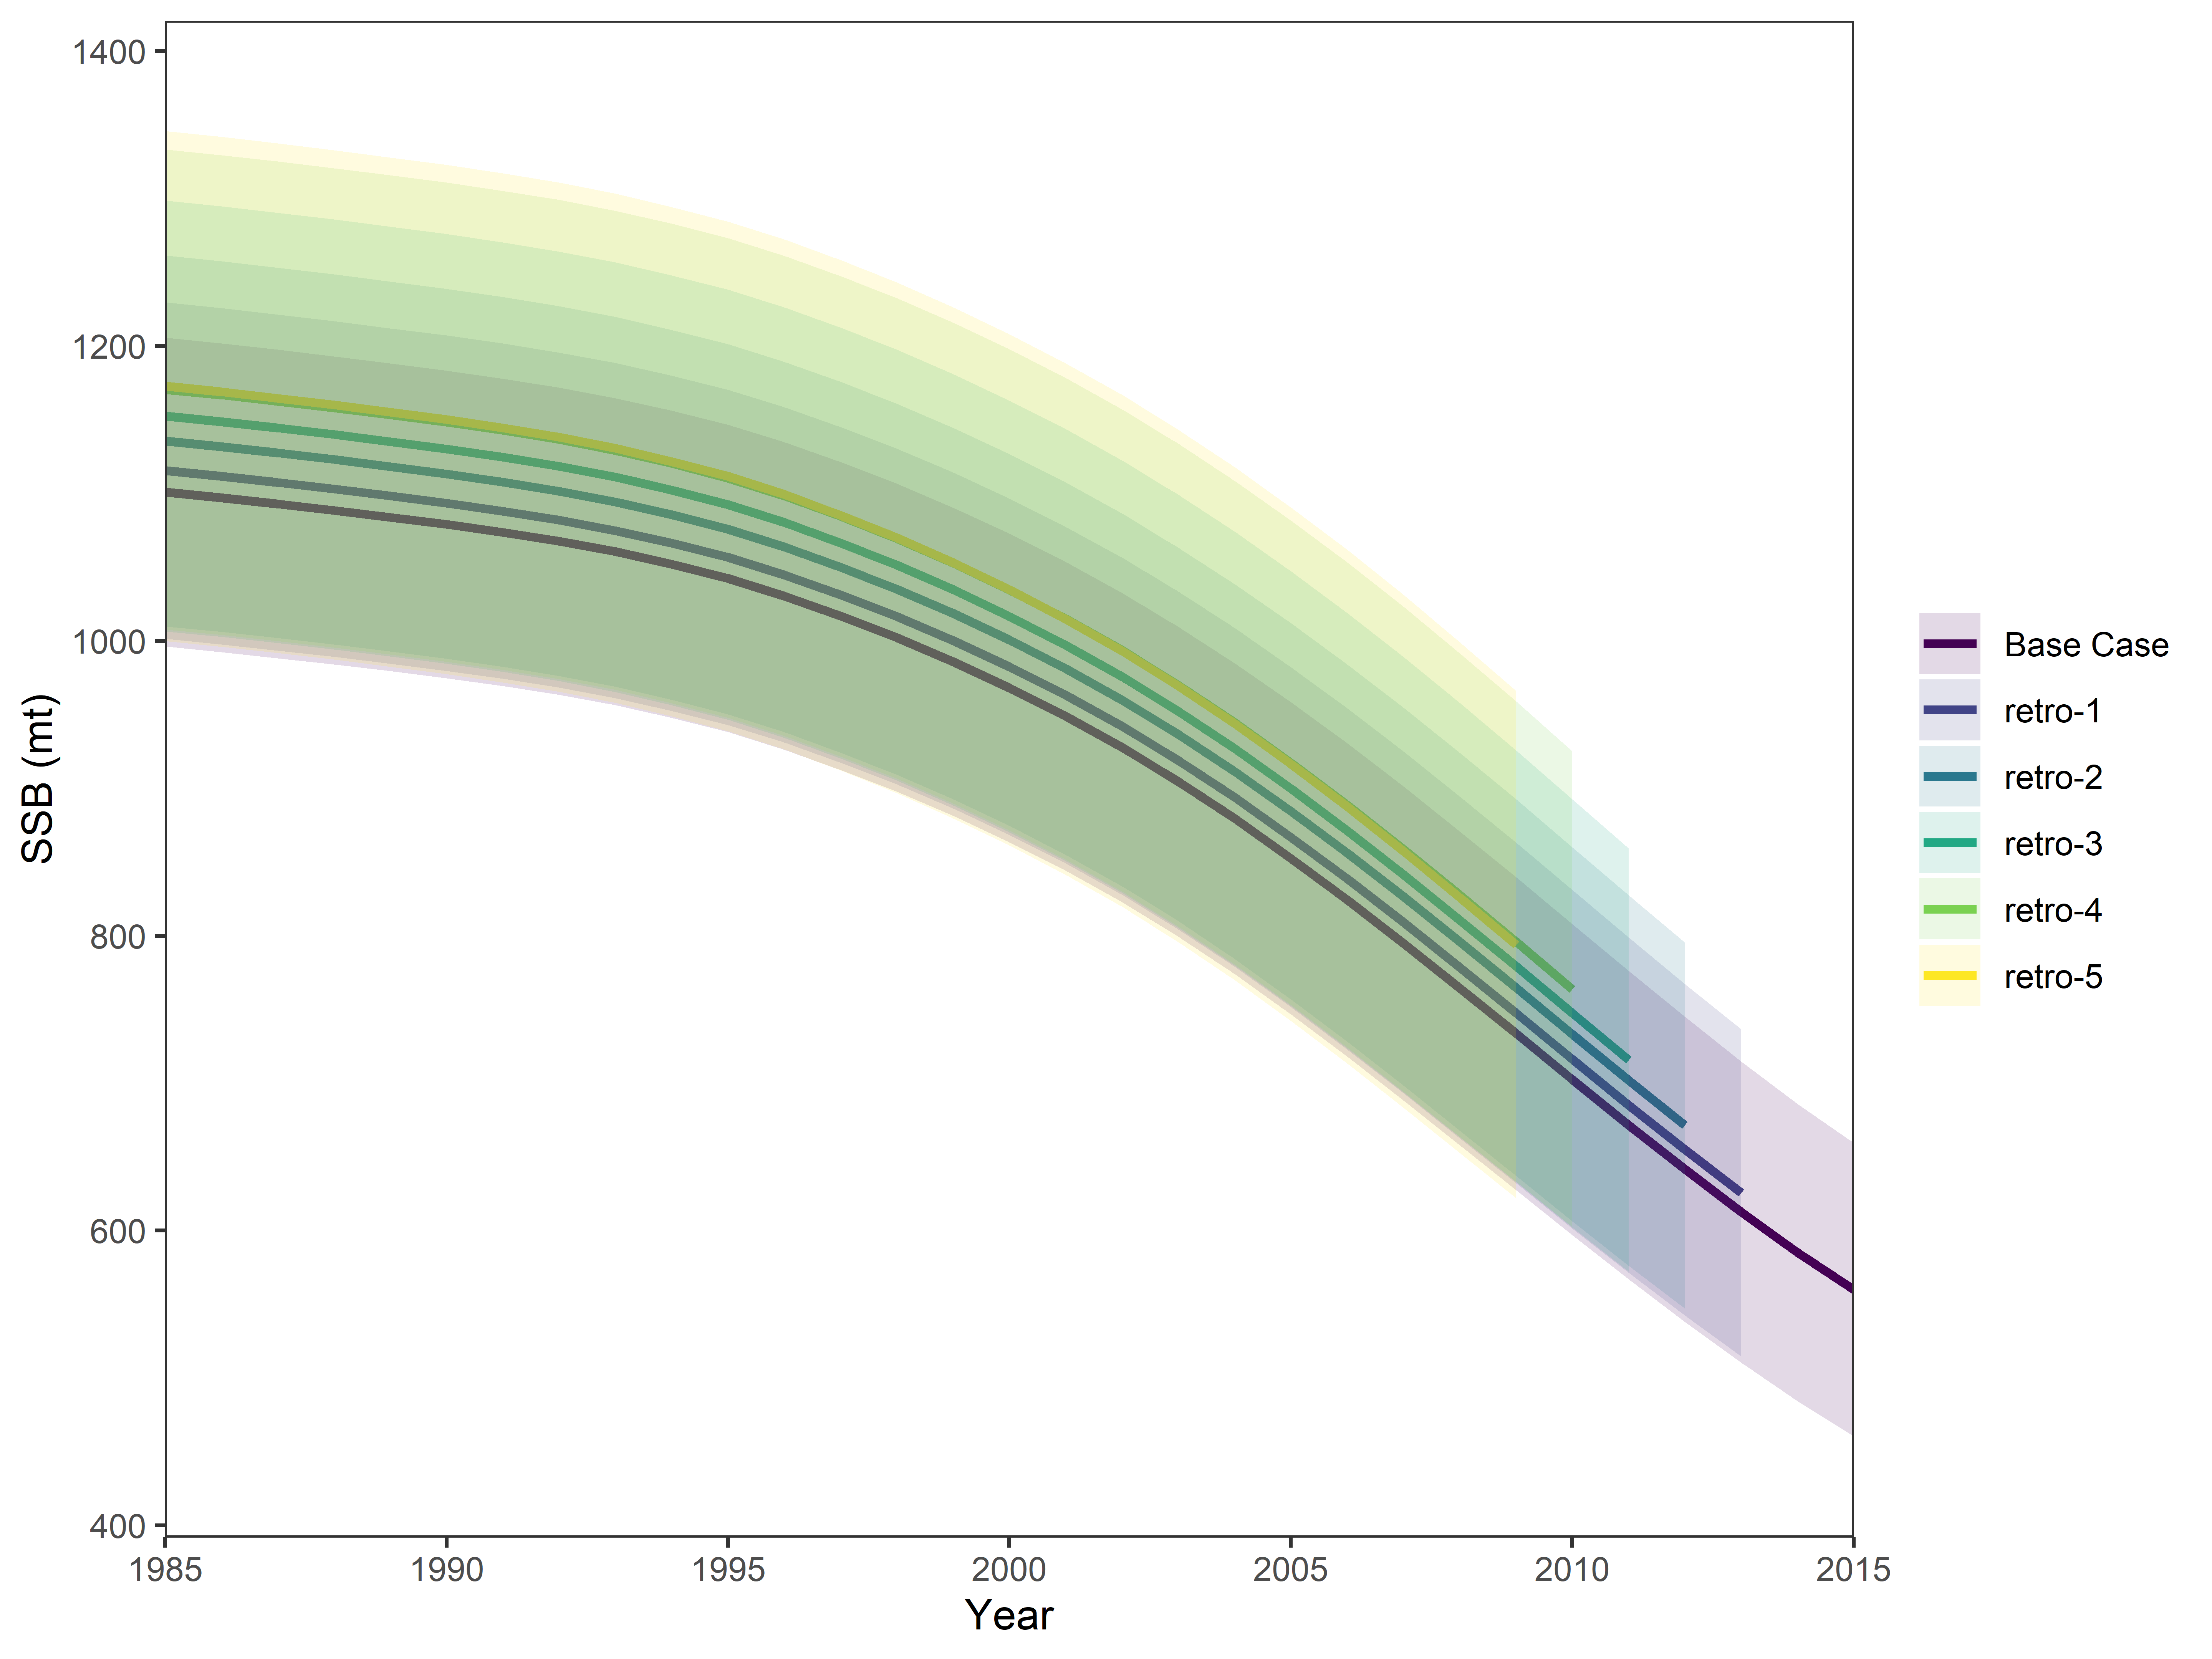 1400
1200
1000
800
600
400
SSB (mt)
1985 1990 1995 2000 2005 2010 2015
Year
Base Case
retro-1
retro-2
retro-3
retro-4
retro-5